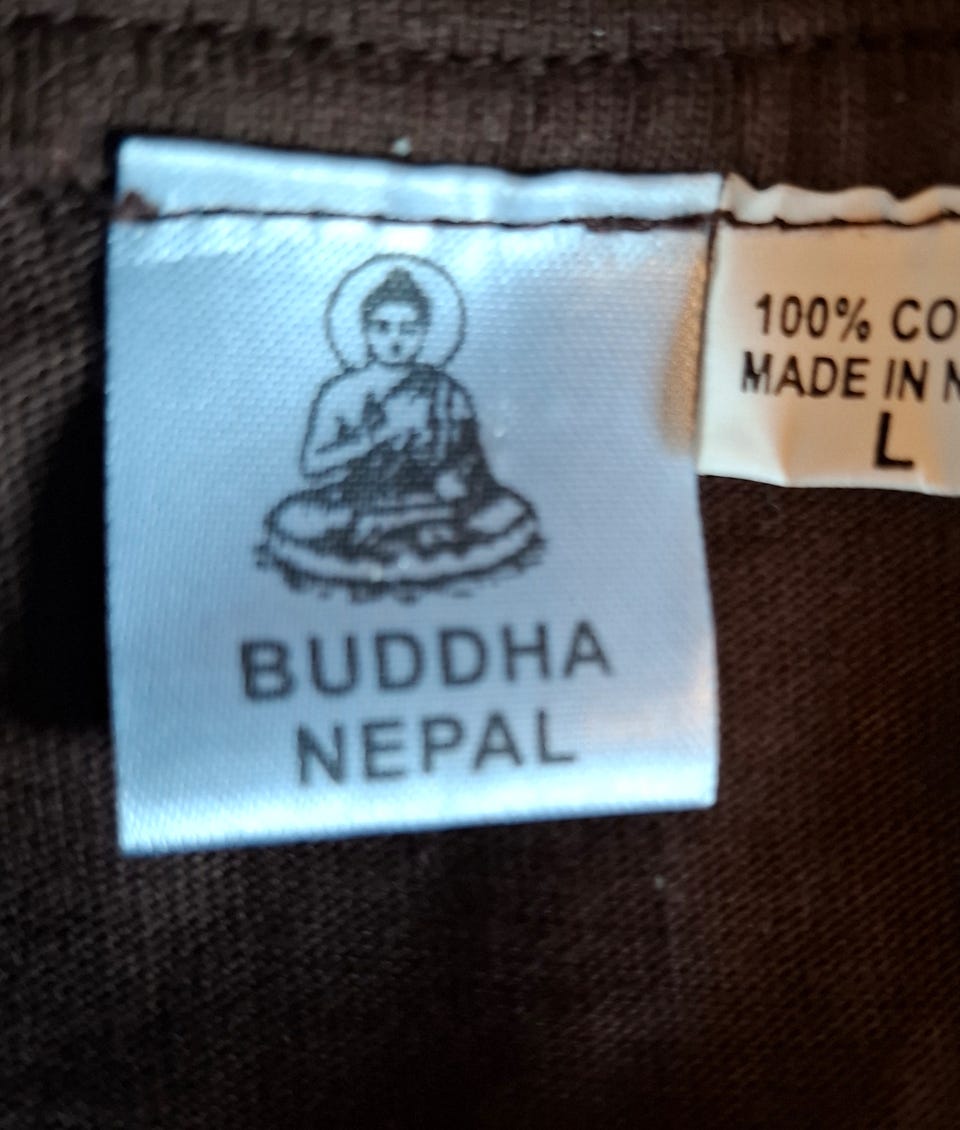 BUDDHA
NEPAL
100% CO
MADE IN N
L